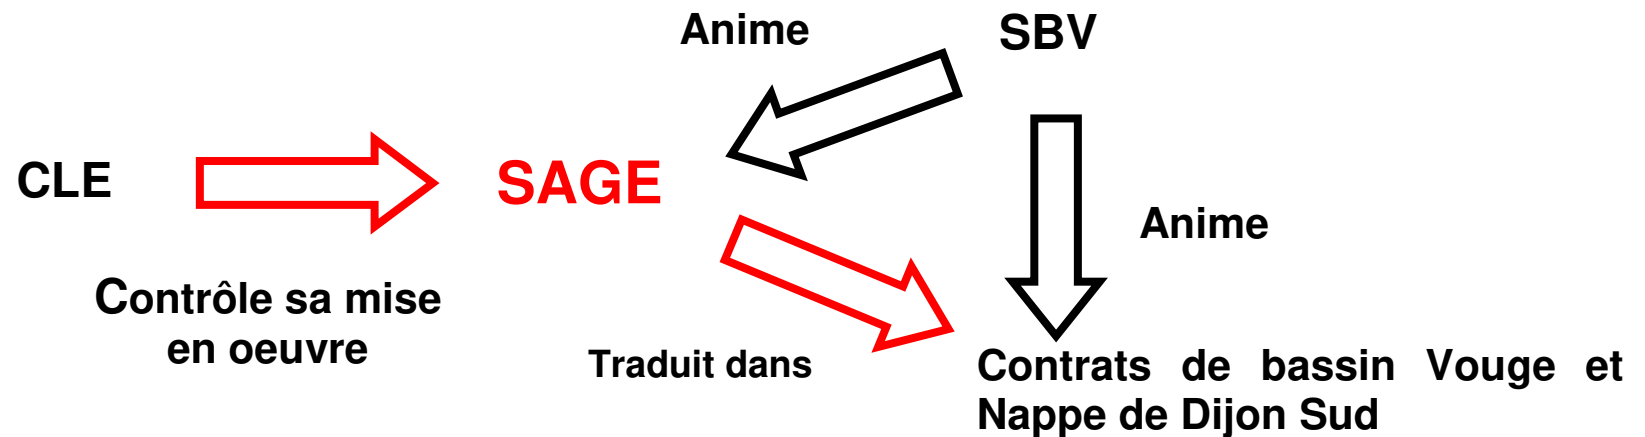 Anime
SBV
CLE
SAGE
Anime
Contrôle sa mise
en oeuvre
Traduit dans
Contrats de bassin Vouge et
Nappe de Dijon Sud